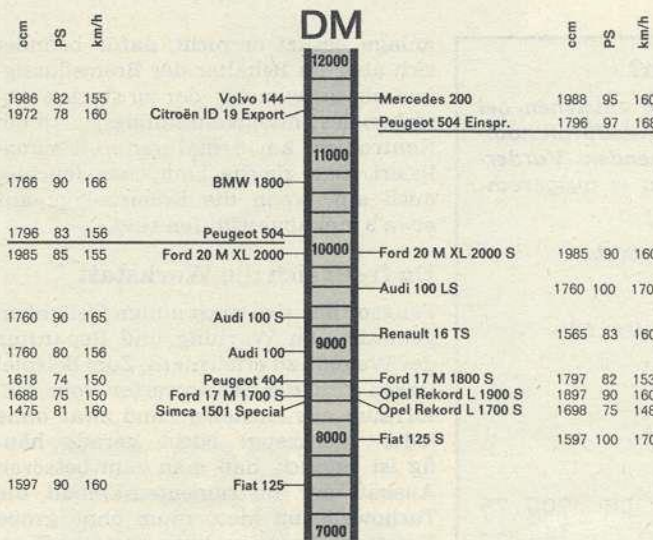 DM
ccm PS km/h
ccm PS km/h
12000
1986 82 155 Volvo 144
Mercedes 200 1988 95 160
1972 78 160 Citroën ID 19 Export
Peugeot 504 Einspr. 1796 97 168
11000
1766 90 166 BMW 1800
1796 83 156 Peugeot 504
1985 85 155 Ford 20 M XL 2000
10000
Ford 20 M XL 2000 S 1985 90 160
Audi 100 LS 1760 100 170
1760 90 165 Audi 100 S
Renault 16 TS 1565 83 160
9000
1760 80 156 Audi 100
1618 74 150 Peugeot 404
Ford 17 M 1800 S 1797 82 153
1688 75 150 Ford 17 M 1700 S
Opel Rekord L 1900 S 1897 90 160
1475 81 160 Simca 1501 Special
Opel Rekord L 1700 S 1698 75 148
8000
Fiat 125 S 1597 100 170
1597 90 160 Fiat 125
7000